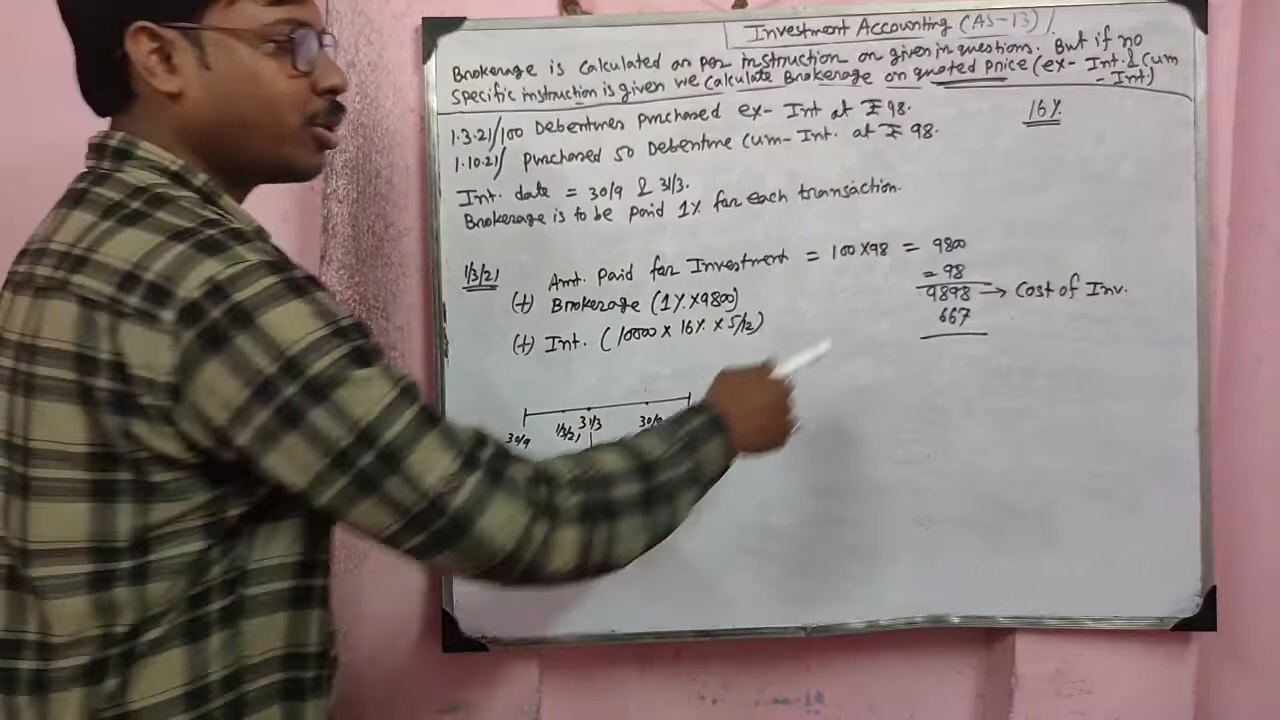 Investment Accounting (AS-13)
Brokerage is calculated as per instruction or given in questions. But if no
specific instruction is given we calculate Brokerage on quoted price (ex-Int. & cum
- Int)
1.3.21/ 100 Debentures purchased ex-Int at ₹98.
16%
1.10.21/ purchased 50 Debenture Cum-Int. at ₹98.
Int. date = 30/9 & 31/3.
Brokerage is to be paid 1% for each transaction.
1/3/21 Amt. paid for Investment = 100×98 = 9800
(+) Brokerage (1%×9800) = 98
9898 → Cost of Inv.
(+) Int. (10000 × 16% × 5/12) 667
30/9 1/3/21 31/3